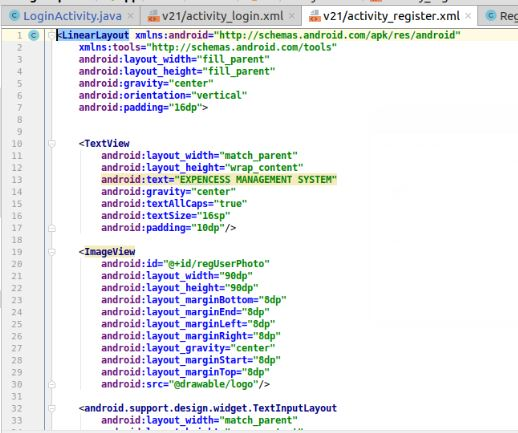 LoginActivity.java v21/activity_login.xml v21/activity_register.xml Reg
1 <LinearLayout xmlns:android="http://schemas.android.com/apk/res/android"
2 xmlns:tools="http://schemas.android.com/tools"
3 android:layout_width="fill_parent"
4 android:layout_height="fill_parent"
5 android:gravity="center"
6 android:orientation="vertical"
7 android:padding="16dp">
8
9
10 <TextView
11 android:layout_width="match_parent"
12 android:layout_height="wrap_content"
13 android:text="EXPENCESS MANAGEMENT SYSTEM"
14 android:gravity="center"
15 android:textAllCaps="true"
16 android:textSize="16sp"
17 android:padding="10dp"/>
18
19 <ImageView
20 android:id="@+id/regUserPhoto"
21 android:layout_width="90dp"
22 android:layout_height="90dp"
23 android:layout_marginBottom="8dp"
24 android:layout_marginEnd="8dp"
25 android:layout_marginLeft="8dp"
26 android:layout_marginRight="8dp"
27 android:layout_gravity="center"
28 android:layout_marginStart="8dp"
29 android:layout_marginTop="8dp"
30 android:src="@drawable/logo"/>
31
32 <android.support.design.widget.TextInputLayout
33 android:layout_width="match_parent"